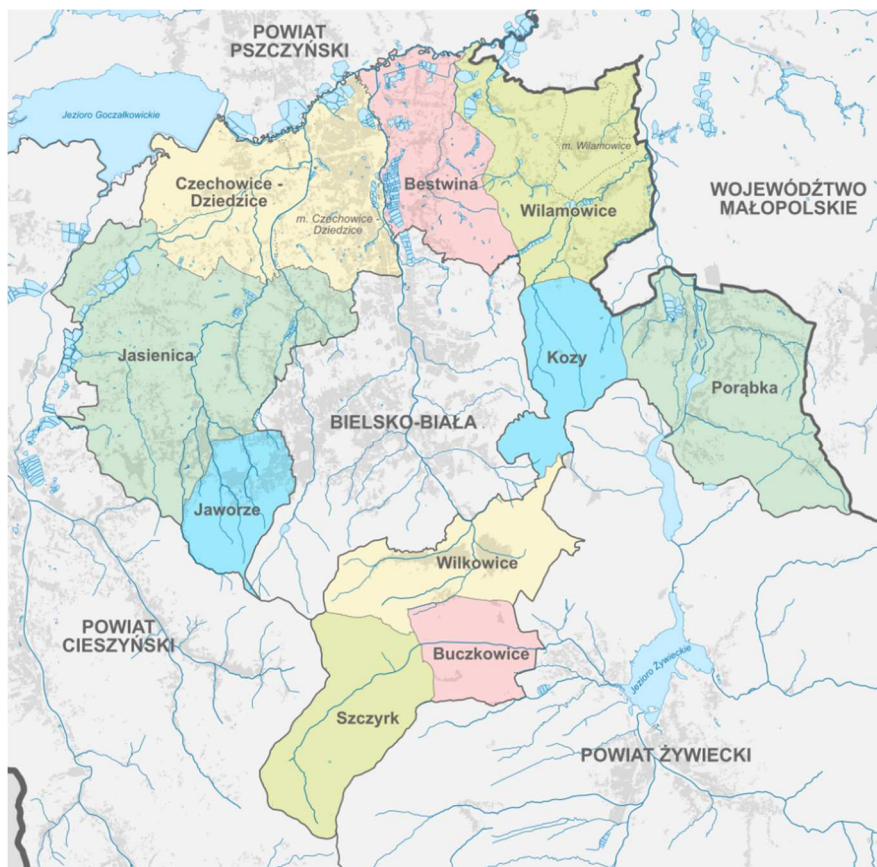 POWIAT
PSZCZYŃSKI
Jezioro Goczałkowickie
m. Wilamowice
Czechowice -
Dziedzice
Bestwina
WOJEWÓDZTWO
MAŁOPOLSKIE
Wilamowice
m. Czechowice -
Dziedzice
Jasienica
Kozy
Porąbka
BIELSKO-BIAŁA
Jaworze
Wilkowice
POWIAT
CIESZYŃSKI
Buczkowice
Jezioro Żywieckie
Szczyrk
POWIAT ŻYWIECKI